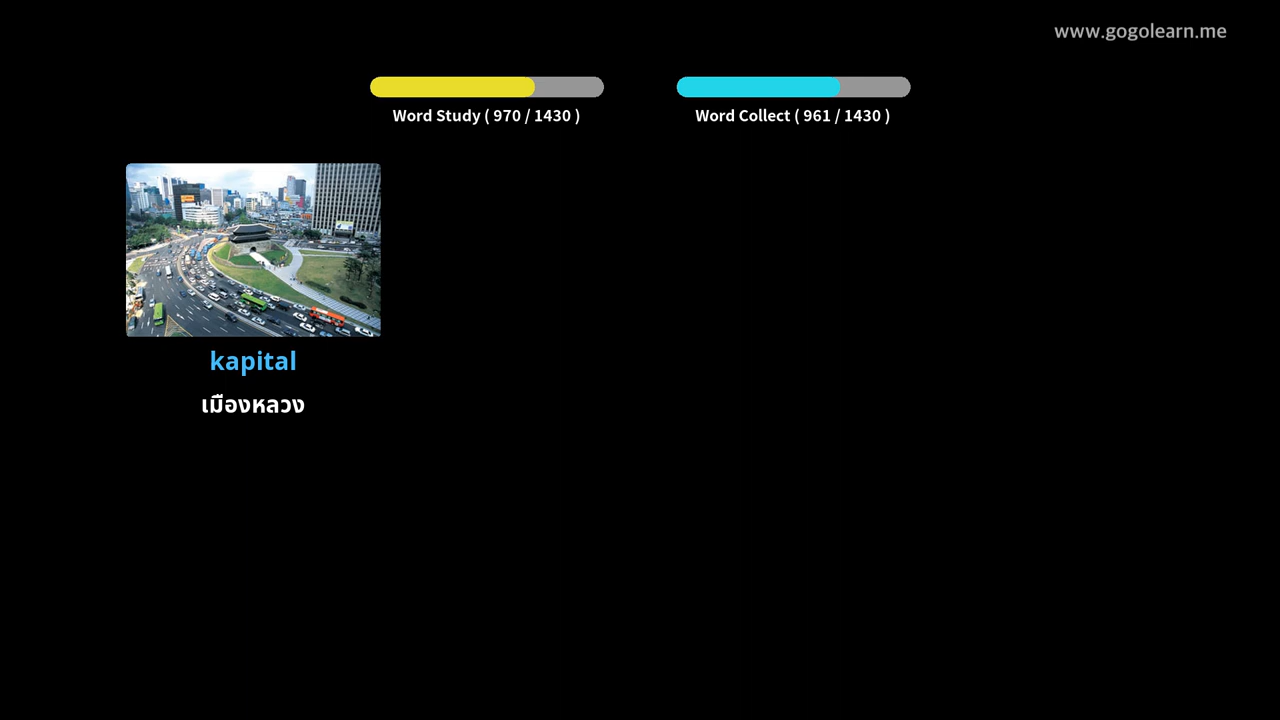 www.gogolearn.me
Word Study ( 970 / 1430 )
Word Collect ( 961 / 1430 )
kapital
เมืองหลวง